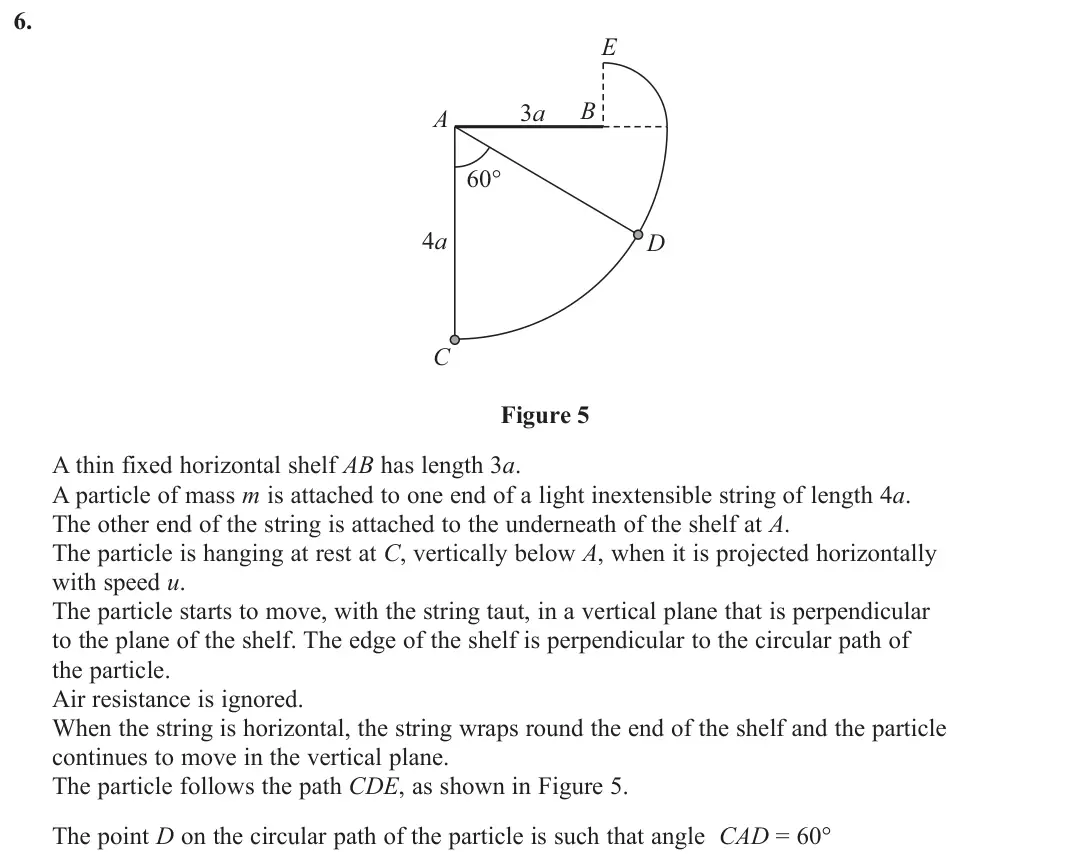 6.
E
A
3a
B
60°
4a
D
C
Figure 5
A thin fixed horizontal shelf AB has length 3a.
A particle of mass m is attached to one end of a light inextensible string of length 4a.
The other end of the string is attached to the underneath of the shelf at A.
The particle is hanging at rest at C, vertically below A, when it is projected horizontally
with speed u.
The particle starts to move, with the string taut, in a vertical plane that is perpendicular
to the plane of the shelf. The edge of the shelf is perpendicular to the circular path of
the particle.
Air resistance is ignored.
When the string is horizontal, the string wraps round the end of the shelf and the particle
continues to move in the vertical plane.
The particle follows the path CDE, as shown in Figure 5.
The point D on the circular path of the particle is such that angle CAD = 60°